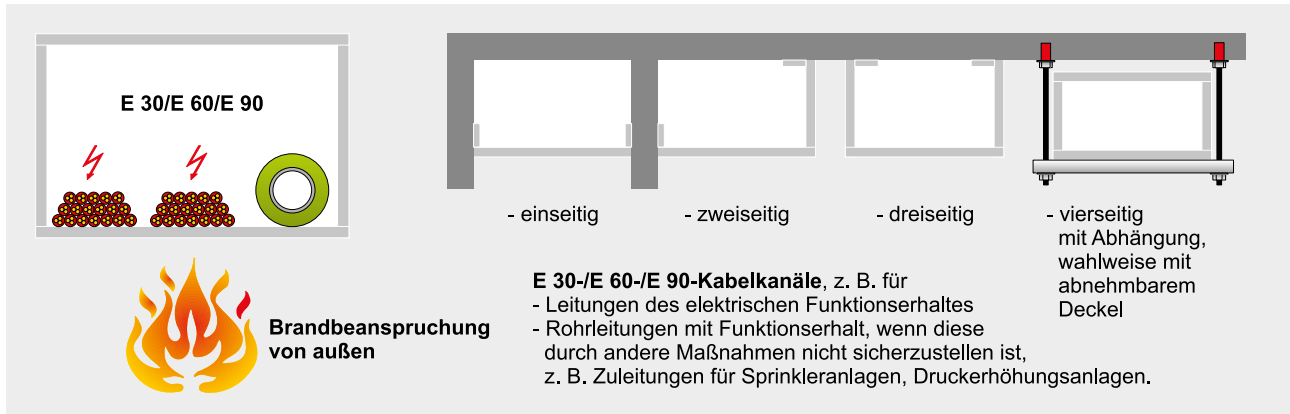 E 30/E 60/E 90
- einseitig
- zweiseitig
- dreiseitig
- vierseitig
mit Abhängung,
wahlweise mit
abnehmbarem
Deckel
Brandbeanspruchung
von außen
E 30-/E 60-/E 90-Kabelkanäle, z. B. für
- Leitungen des elektrischen Funktionserhaltes
- Rohrleitungen mit Funktionserhalt, wenn diese
durch andere Maßnahmen nicht sicherzustellen ist,
z. B. Zuleitungen für Sprinkleranlagen, Druckerhöhungsanlagen.